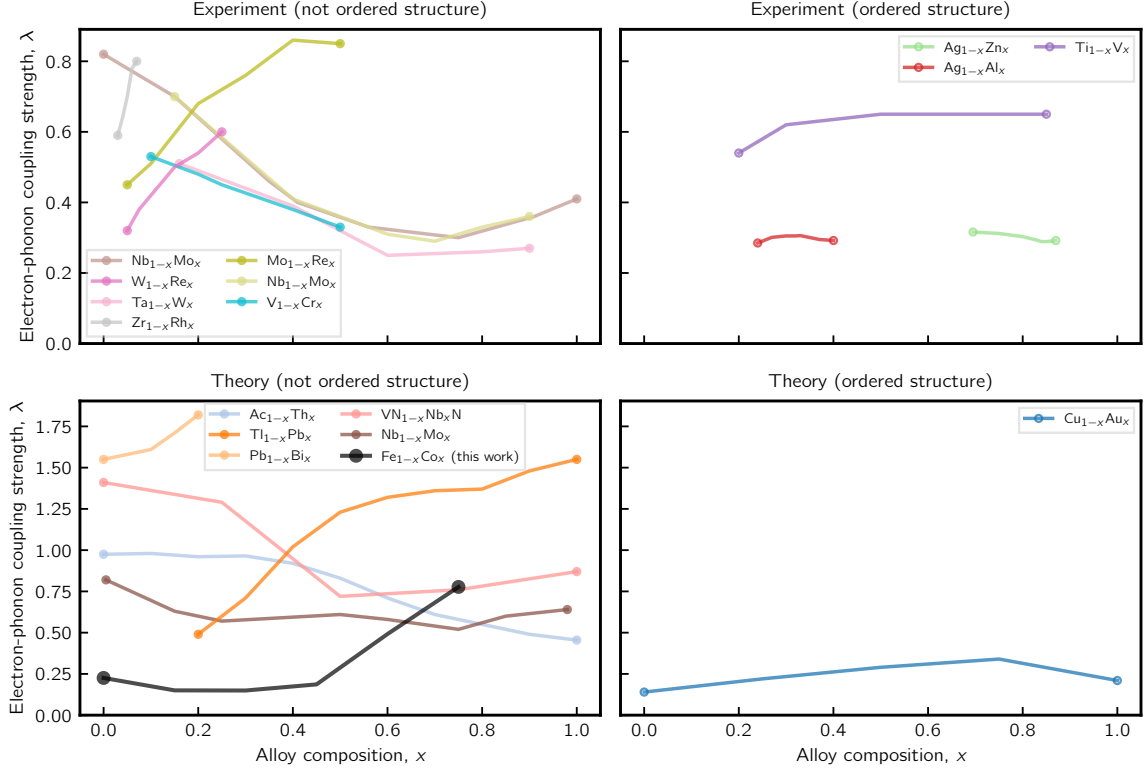 Experiment (not ordered structure)
Experiment (ordered structure)
Electron-phonon coupling strength, λ
0.8
0.6
0.4
0.2
0.0
Nb₁₋ₓMoₓ
W₁₋ₓReₓ
Ta₁₋ₓWₓ
Zr₁₋ₓRhₓ
Mo₁₋ₓReₓ
Nb₁₋ₓMoₓ
V₁₋ₓCrₓ
Ag₁₋ₓZnₓ
Ag₁₋ₓAlₓ
Ti₁₋ₓVₓ
Theory (not ordered structure)
Theory (ordered structure)
Electron-phonon coupling strength, λ
1.75
1.50
1.25
1.00
0.75
0.50
0.25
0.00
Ac₁₋ₓThₓ
Tl₁₋ₓPbₓ
Pb₁₋ₓBiₓ
VN₁₋ₓNbₓN
Nb₁₋ₓMoₓ
Fe₁₋ₓCoₓ (this work)
Cu₁₋ₓAuₓ
0.0 0.2 0.4 0.6 0.8 1.0
0.0 0.2 0.4 0.6 0.8 1.0
Alloy composition, x
Alloy composition, x